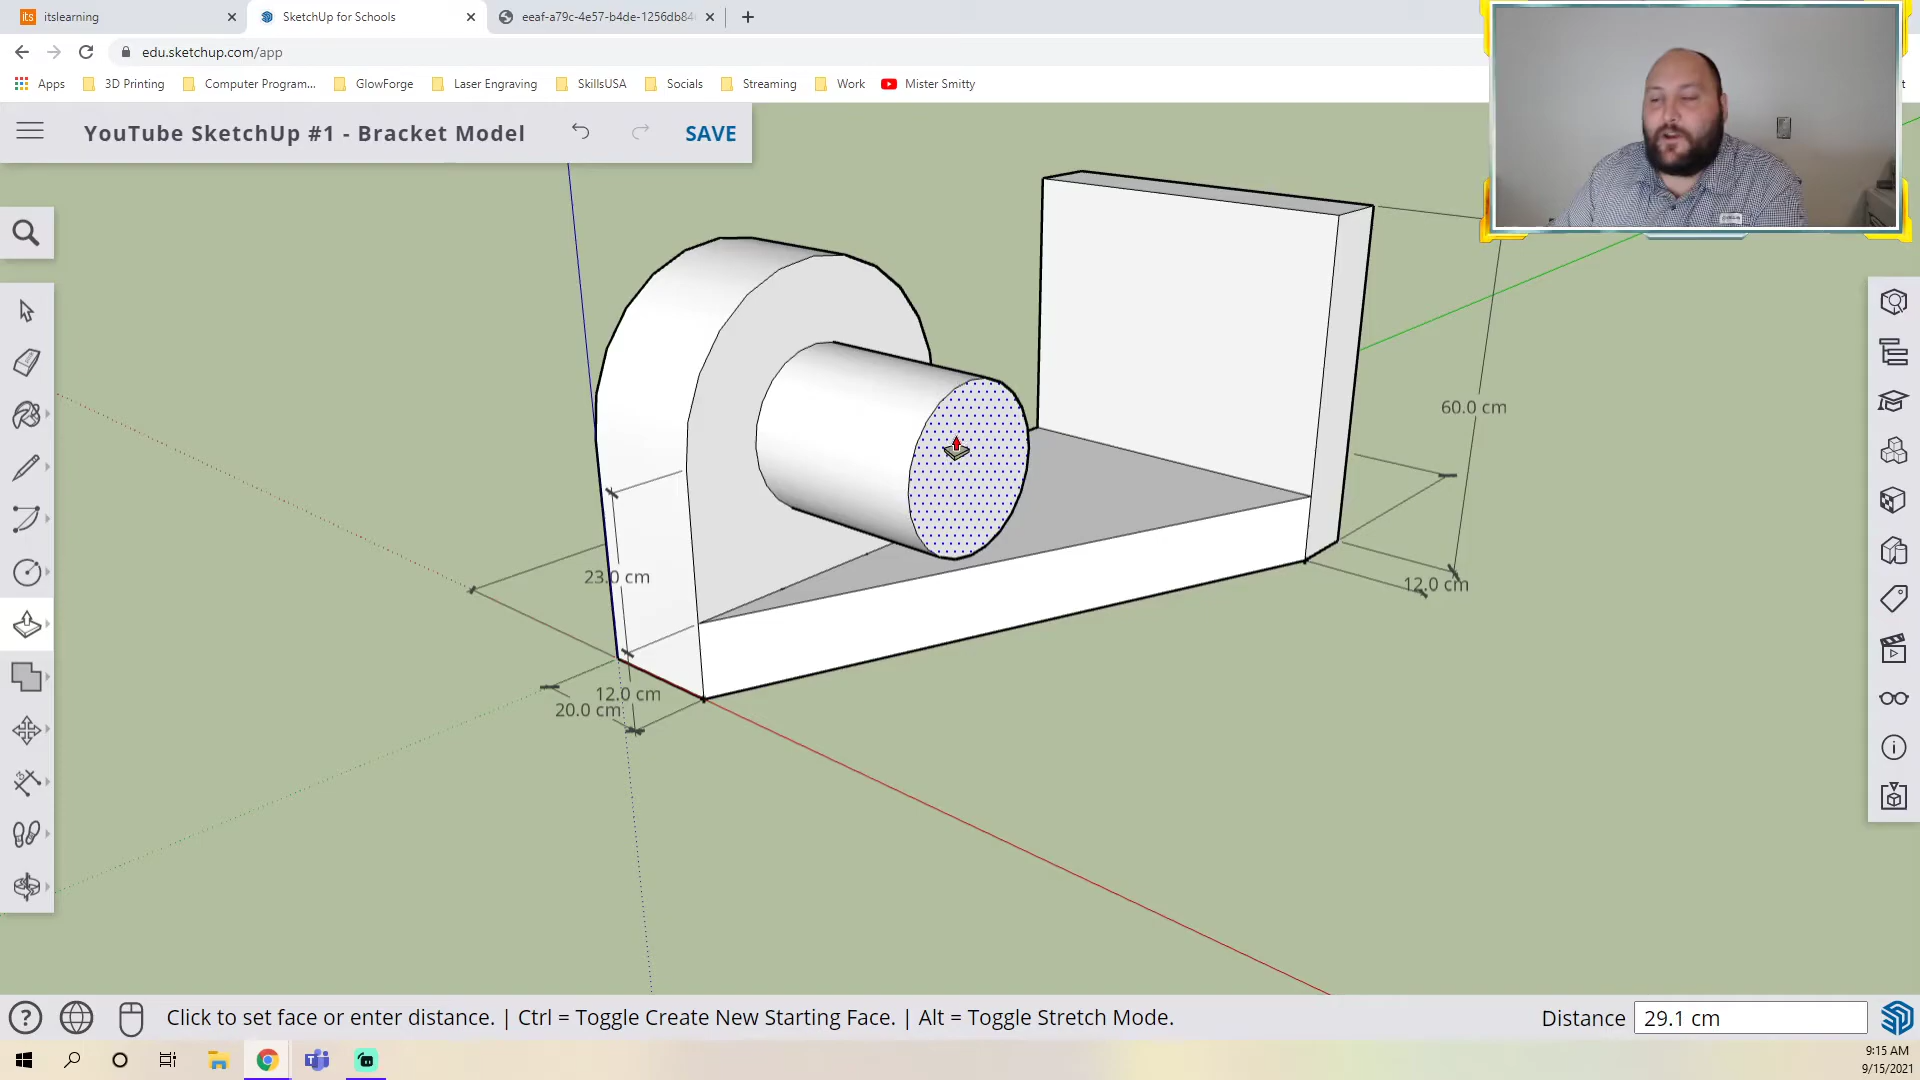 its itslearning
SketchUp for Schools
eeaf-a79c-4e57-b4de-1256db84
edu.sketchup.com/app
Apps
3D Printing
Computer Program...
GlowForge
Laser Engraving
SkillsUSA
Socials
Streaming
Work
Mister Smitty
YouTube SketchUp #1 - Bracket Model
SAVE
60.0 cm
23.0 cm
12.0 cm
12.0 cm
20.0 cm
Click to set face or enter distance. | Ctrl = Toggle Create New Starting Face. | Alt = Toggle Stretch Mode.
Distance 29.1 cm
9:15 AM
9/15/2021